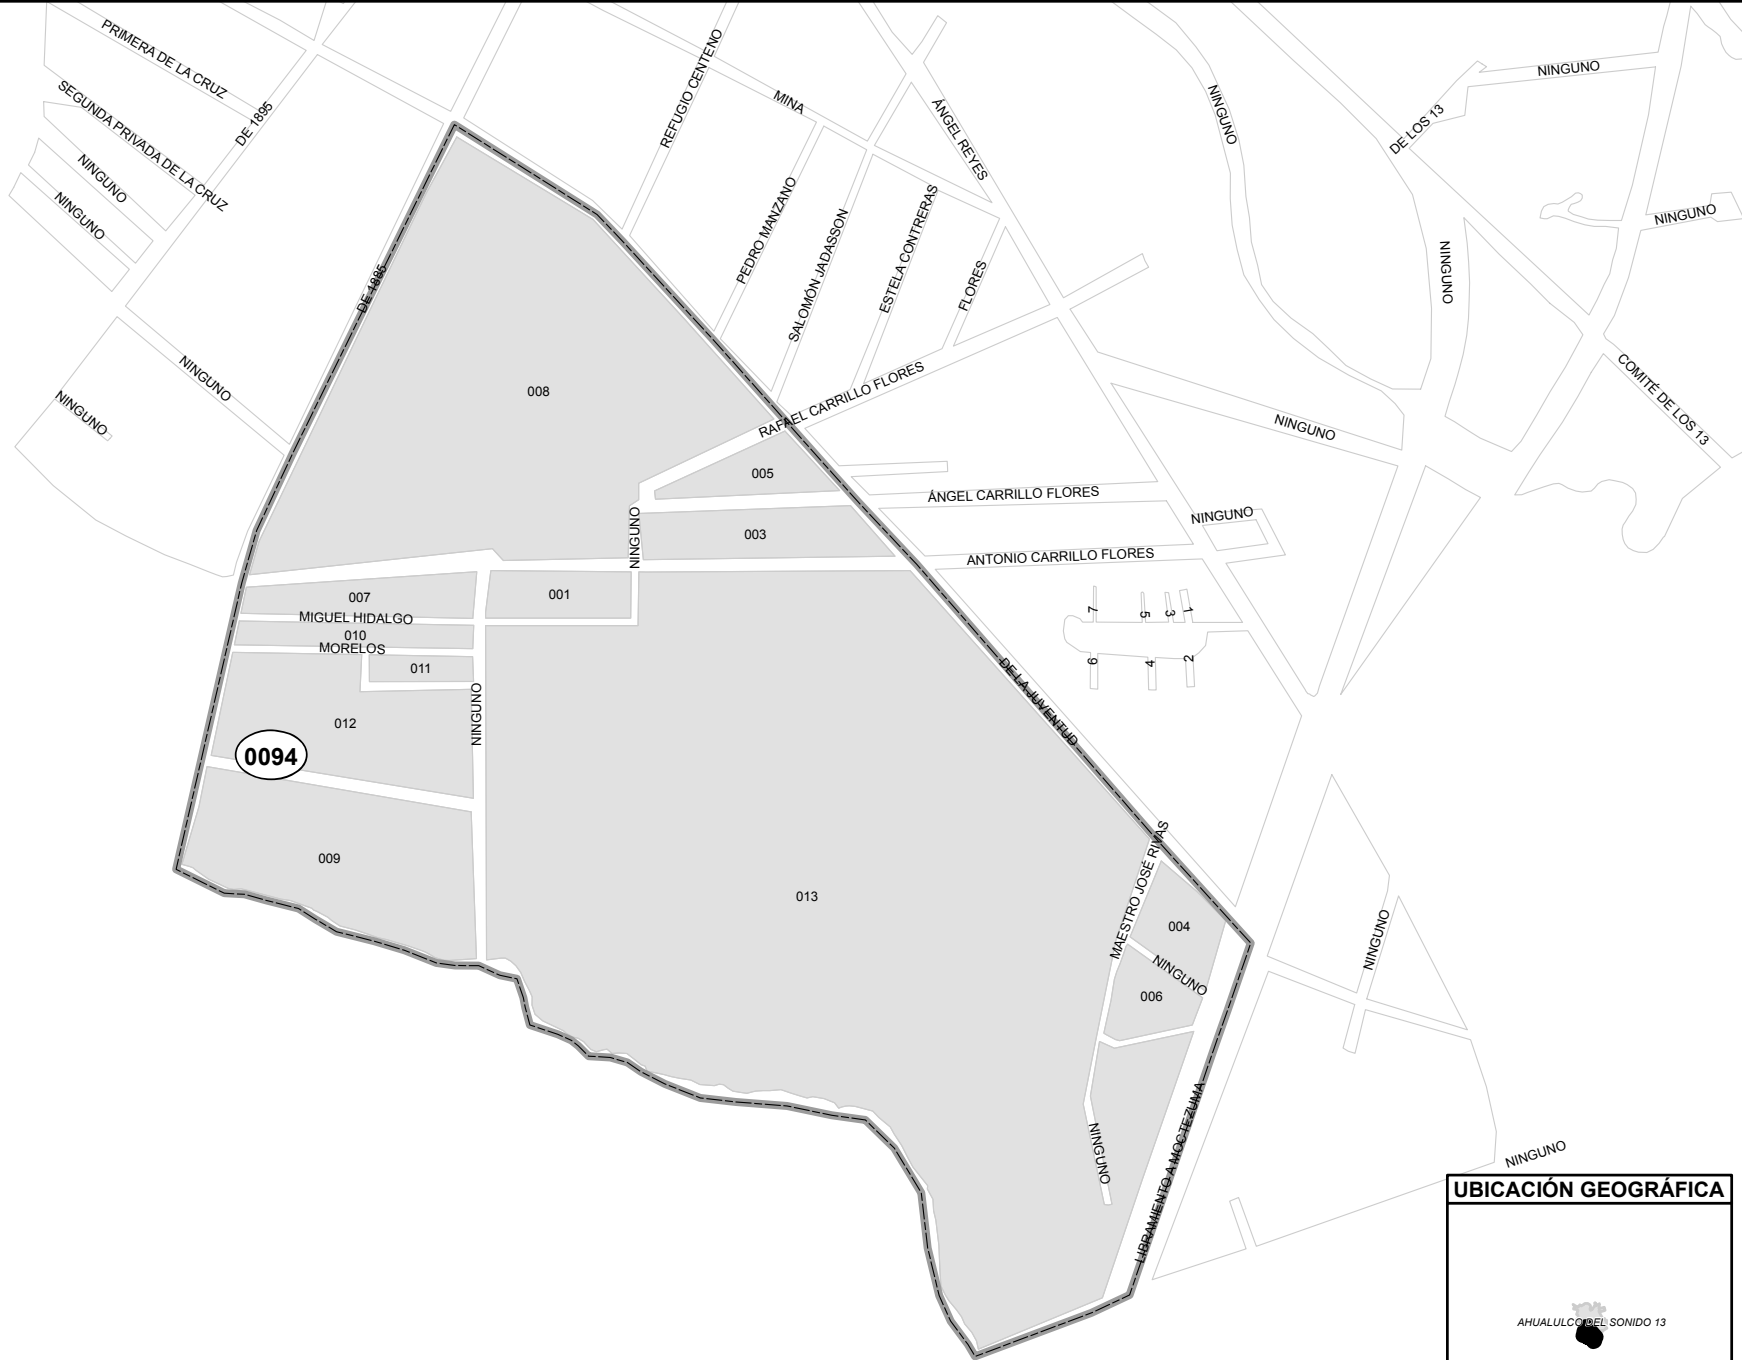 PRIMERA DE LA CRUZ
SEGUNDA PRIVADA DE LA CRUZ
NINGUNO
NINGUNO
DE 1895
REFUGIO CENTENO
MINA
ÁNGEL REYES
NINGUNO
DE LOS 13
NINGUNO
NINGUNO
NINGUNO
PEDRO MANZANO
SALOMÓN JADASSON
ESTELA CONTRERAS
FLORES
DE 1885
NINGUNO
NINGUNO
008
RAFAEL CARRILLO FLORES
COMITÉ DE LOS 13
NINGUNO
005
ÁNGEL CARRILLO FLORES
NINGUNO
NINGUNO
003
ANTONIO CARRILLO FLORES
007
001
MIGUEL HIDALGO
010
MORELOS
011
7
5
3
1
6
4
2
012
NINGUNO
DE LA JUVENTUD
0094
009
013
MAESTRO JOSÉ RIVAS
004
NINGUNO
006
NINGUNO
NINGUNO
LIBRAMIENTO A MOCTEZUMA
NINGUNO
UBICACIÓN GEOGRÁFICA
AHUALULCO DEL SONIDO 13